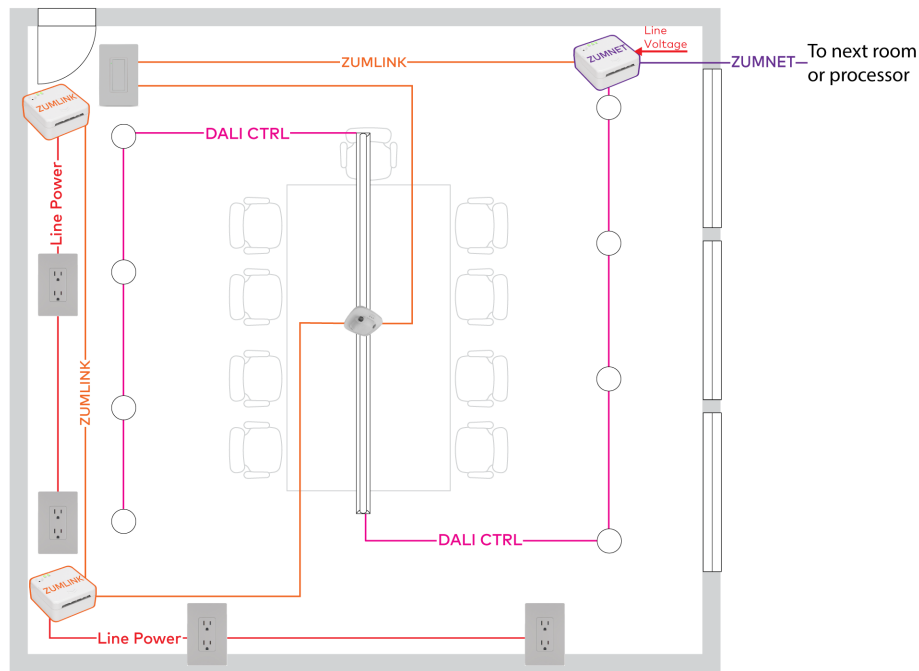 Line
Voltage
ZUMNET
ZUMLINK
ZUMNET
To next room
or processor
ZUMLINK
DALI CTRL
Line Power
ZUMLINK
DALI CTRL
ZUMLINK
Line Power